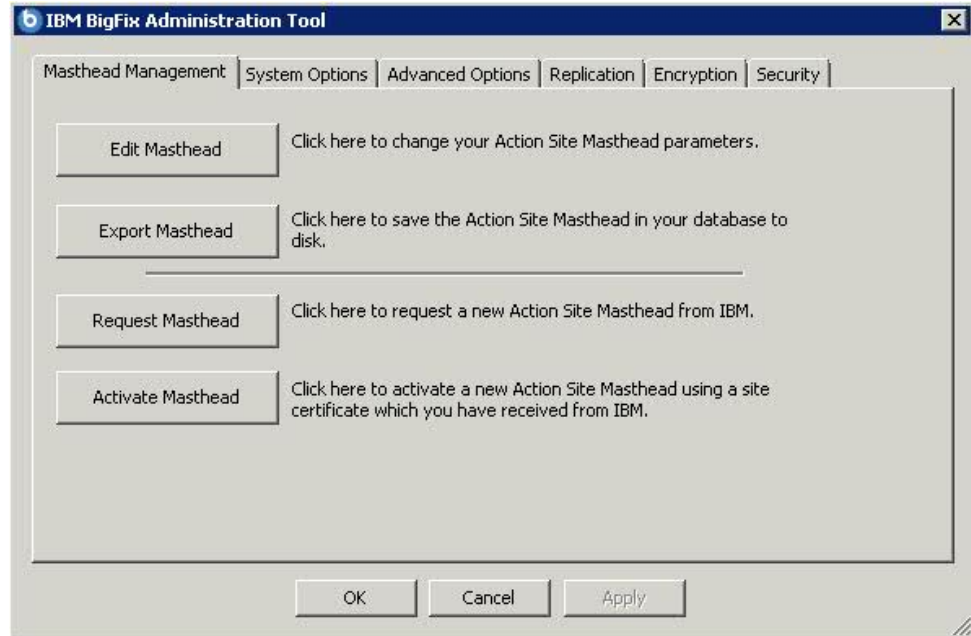 IBM BigFix Administration Tool
Masthead Management System Options Advanced Options Replication Encryption Security
Edit Masthead Click here to change your Action Site Masthead parameters.
Export Masthead Click here to save the Action Site Masthead in your database to
disk.
Request Masthead Click here to request a new Action Site Masthead from IBM.
Activate Masthead Click here to activate a new Action Site Masthead using a site
certificate which you have received from IBM.
OK Cancel Apply